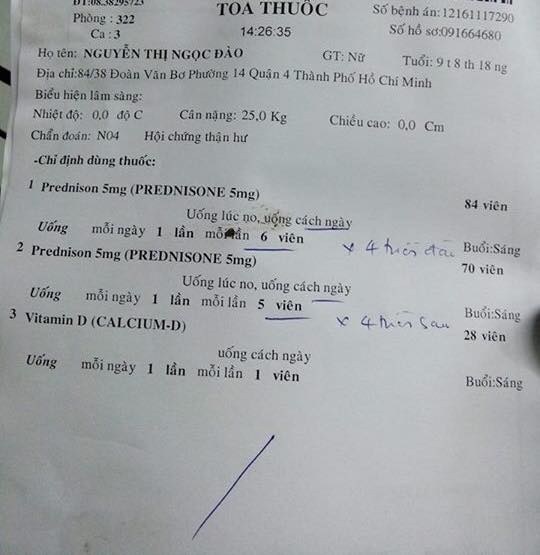 ĐT:08.38295723
TOA THUỐC
Số bệnh án:12161117290
Phòng : 322
Số hồ sơ:091664680
Ca : 3
14:26:35
Họ tên: NGUYỄN THỊ NGỌC ĐÀO GT: Nữ Tuổi: 9 t 8 th 18 ng
Địa chỉ:84/38 Đoàn Văn Bơ Phường 14 Quận 4 Thành Phố Hồ Chí Minh
Biểu hiện lâm sàng:
Nhiệt độ: 0,0 độ C Cân nặng: 25,0 Kg Chiều cao: 0,0 Cm
Chẩn đoán: N04 Hội chứng thận hư
-Chỉ định dùng thuốc:
1 Prednison 5mg (PREDNISONE 5mg) 84 viên
Uống lúc no, uống cách ngày
Uống mỗi ngày 1 lần mỗi lần 6 viên x 4 tuần đầu Buổi:Sáng
2 Prednison 5mg (PREDNISONE 5mg) 70 viên
Uống lúc no, uống cách ngày
Uống mỗi ngày 1 lần mỗi lần 5 viên x 4 tuần sau Buổi:Sáng
3 Vitamin D (CALCIUM-D) 28 viên
uống cách ngày
Uống mỗi ngày 1 lần mỗi lần 1 viên Buổi:Sáng